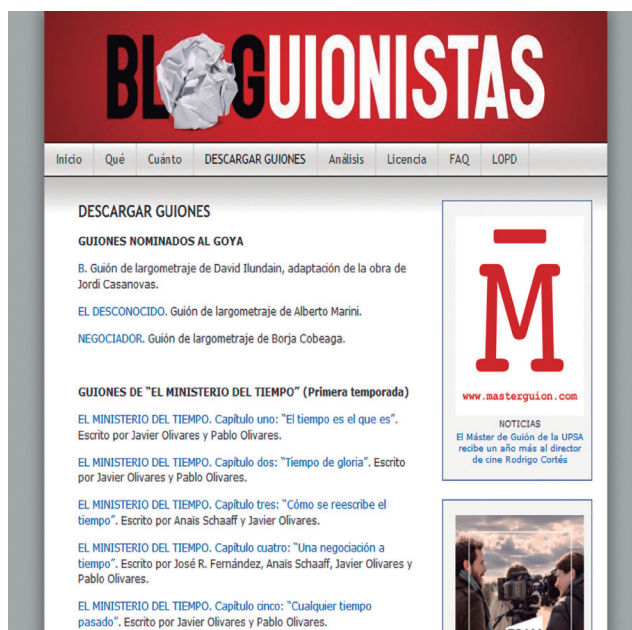 BLOGUIONISTAS
Inicio Qué Cuánto DESCARGAR GUIONES Análisis Licencia FAQ LOPD
DESCARGAR GUIONES
GUIONES NOMINADOS AL GOYA
B. Guión de largometraje de David Ilundain, adaptación de la obra de
Jordi Casanovas.
EL DESCONOCIDO. Guión de largometraje de Alberto Marini.
NEGOCIADOR. Guión de largometraje de Borja Cobeaga.
GUIONES DE “EL MINISTERIO DEL TIEMPO” (Primera temporada)
EL MINISTERIO DEL TIEMPO. Capítulo uno: “El tiempo es el que es”.
Escrito por Javier Olivares y Pablo Olivares.
EL MINISTERIO DEL TIEMPO. Capítulo dos: “Tiempo de gloria”. Escrito
por Javier Olivares y Pablo Olivares.
EL MINISTERIO DEL TIEMPO. Capítulo tres: “Cómo se reescribe el
tiempo”. Escrito por Anaïs Schaaff y Javier Olivares.
EL MINISTERIO DEL TIEMPO. Capítulo cuatro: “Una negociación a
tiempo”. Escrito por José R. Fernández, Anaïs Schaaff, Javier Olivares y
Pablo Olivares.
EL MINISTERIO DEL TIEMPO. Capítulo cinco: “Cualquier tiempo
pasado”. Escrito por Javier Olivares y Pablo Olivares.
M
www.masterguion.com
NOTICIAS
El Máster de Guión de la UPSA
recibe un año más al director
de cine Rodrigo Cortés